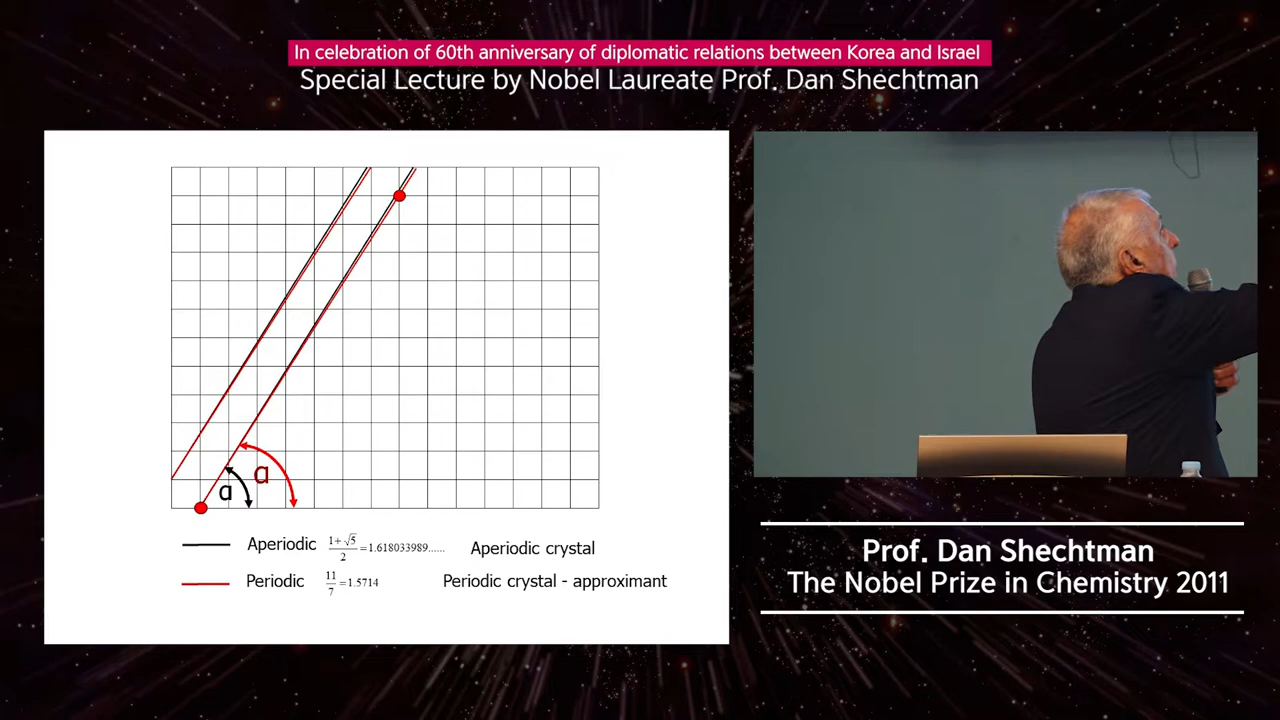 In celebration of 60th anniversary of diplomatic relations between Korea and Israel
Special Lecture by Nobel Laureate Prof. Dan Shechtman
α
α
Aperiodic (1+√5)/2=1.618033989...... Aperiodic crystal
Periodic 11/7=1.5714 Periodic crystal - approximant
Prof. Dan Shechtman
The Nobel Prize in Chemistry 2011